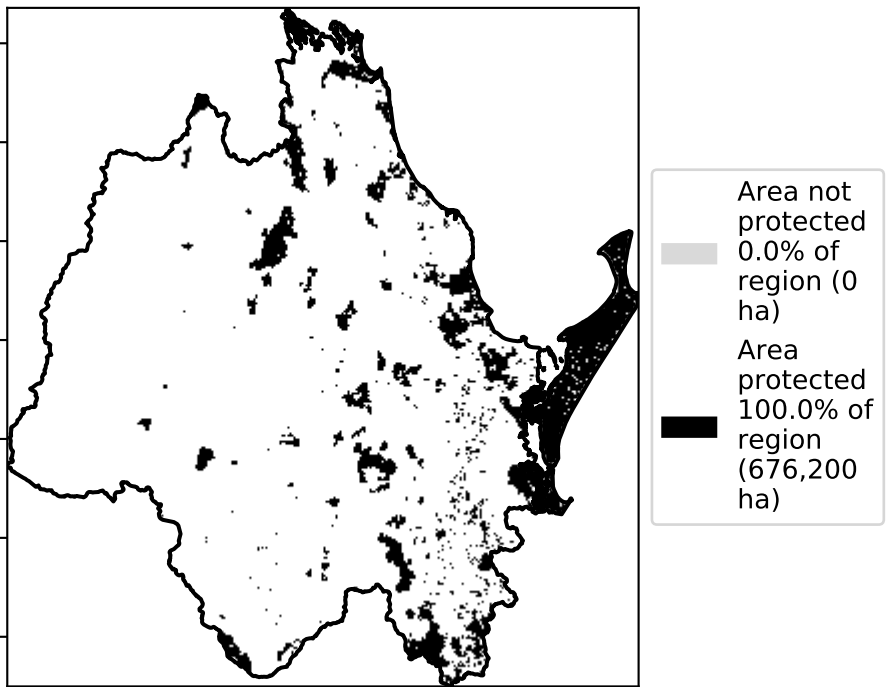 Area not
protected
0.0% of
region (0
ha)
Area
protected
100.0% of
region
(676,200
ha)